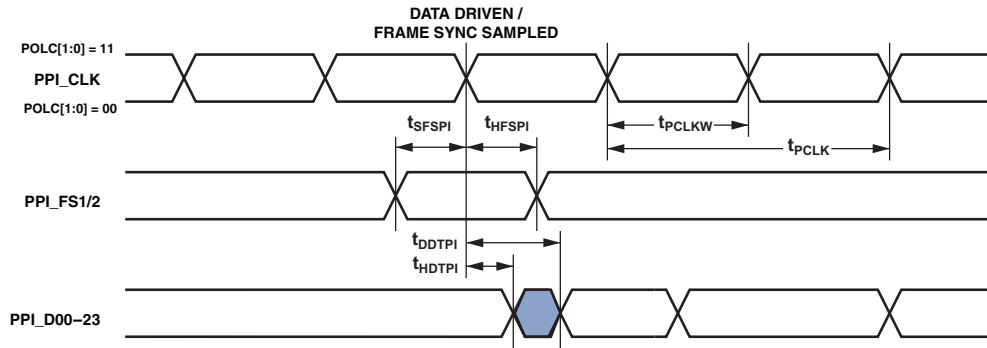 DATA DRIVEN /
FRAME SYNC SAMPLED
POLC[1:0] = 11
PPI_CLK
POLC[1:0] = 00
tSFSPI
tHFSPI
tPCLKW
tPCLK
PPI_FS1/2
tDDTPI
tHDTPI
PPI_D00–23